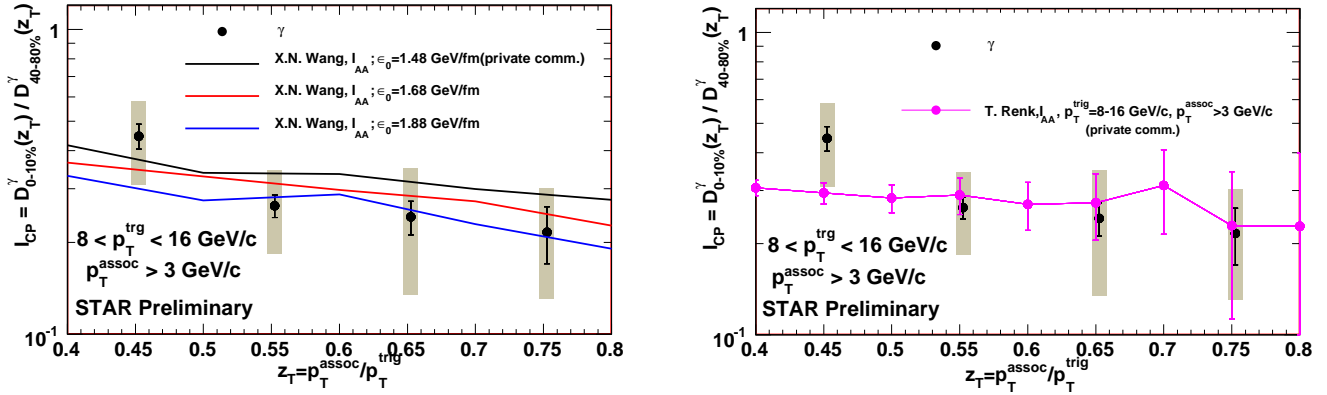 I_CP = D^γ_0-10%(z_T) / D^γ_40-80%(z_T)
1
10^-1
γ
X.N. Wang, I_AA ; ϵ_0=1.48 GeV/fm(private comm.)
X.N. Wang, I_AA ; ϵ_0=1.68 GeV/fm
X.N. Wang, I_AA ; ϵ_0=1.88 GeV/fm
8 < p_T^trg < 16 GeV/c
p_T^assoc > 3 GeV/c
STAR Preliminary
0.4 0.45 0.5 0.55 0.6 0.65 0.7 0.75 0.8
z_T=p_T^assoc/p_T^trig
I_CP = D^γ_0-10%(z_T) / D^γ_40-80%(z_T)
1
10^-1
γ
T. Renk,I_AA, p_T^trig=8-16 GeV/c, p_T^assoc>3 GeV/c
(private comm.)
8 < p_T^trg < 16 GeV/c
p_T^assoc > 3 GeV/c
STAR Preliminary
0.4 0.45 0.5 0.55 0.6 0.65 0.7 0.75 0.8
z_T=p_T^assoc/p_T^trig